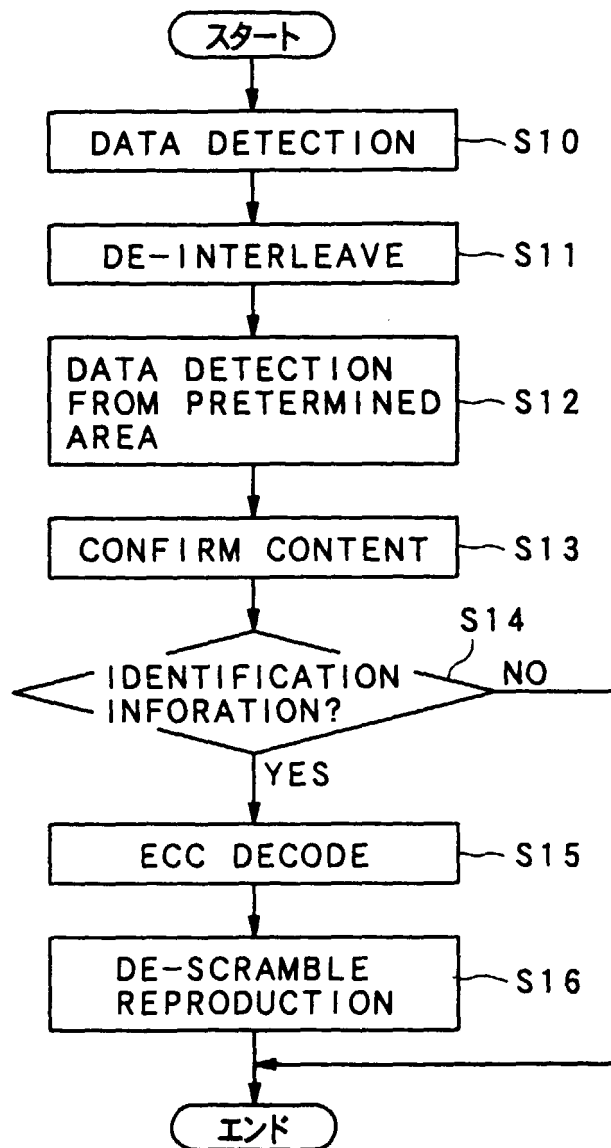 スタート
DATA DETECTION S10
DE-INTERLEAVE S11
DATA DETECTION
FROM PRETERMINED S12
AREA
CONFIRM CONTENT S13
S14
IDENTIFICATION NO
INFORATION?
YES
ECC DECODE S15
DE-SCRAMBLE
REPRODUCTION S16
エンド